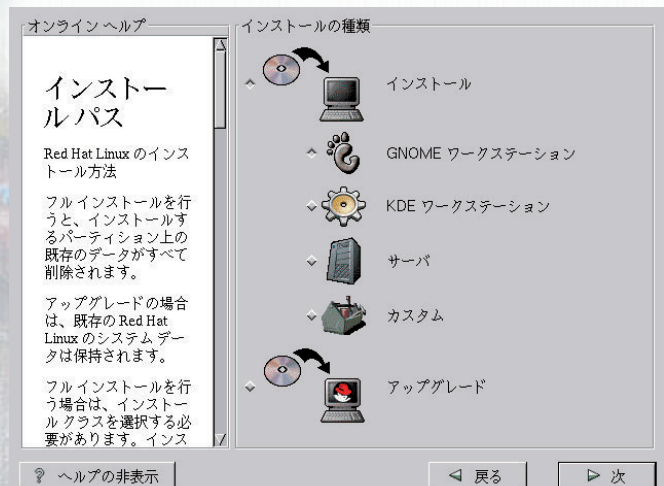 オンライン ヘルプ
インストー
ル パス
Red Hat Linux のインス
トール方法
フル インストールを行
うと、インストールす
るパーティション上の
既存のデータがすべて
削除されます。
アップグレードの場合
は、既存の Red Hat
Linux のシステム デー
タは保持されます。
フル インストールを行
う場合は、インストー
ル クラスを選択する必
要があります。インス
インストールの種類
インストール
GNOME ワークステーション
KDE ワークステーション
サーバ
カスタム
アップグレード
? ヘルプの非表示
戻る
次